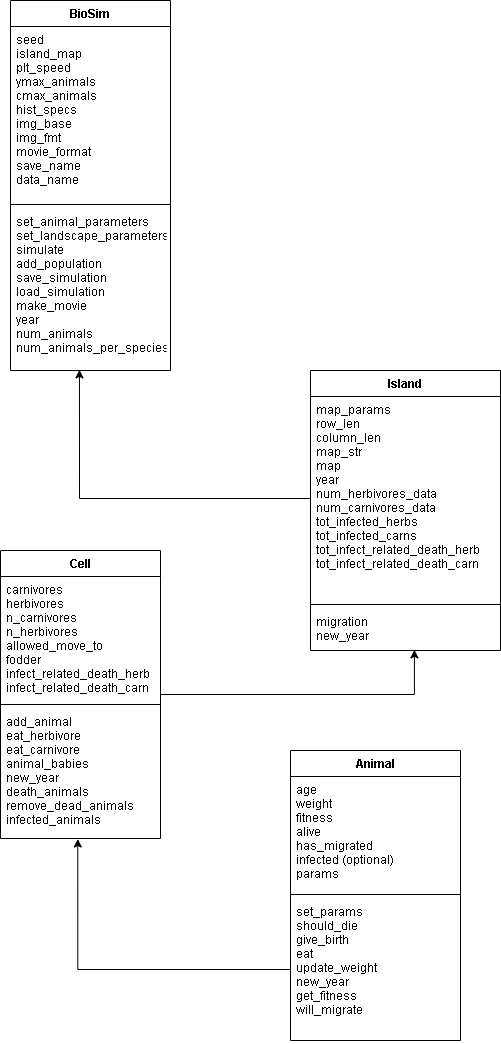 BioSim
seed
island_map
plt_speed
ymax_animals
cmax_animals
hist_specs
img_base
img_fmt
movie_format
save_name
data_name
set_animal_parameters
set_landscape_parameters
simulate
add_population
save_simulation
load_simulation
make_movie
year
num_animals
num_animals_per_species
Island
map_params
row_len
column_len
map_str
map
year
num_herbivores_data
num_carnivores_data
tot_infected_herbs
tot_infected_carns
tot_infect_related_death_herb
tot_infect_related_death_carn
migration
new_year
Cell
carnivores
herbivores
n_carnivores
n_herbivores
allowed_move_to
fodder
infect_related_death_herb
infect_related_death_carn
add_animal
eat_herbivore
eat_carnivore
animal_babies
new_year
death_animals
remove_dead_animals
infected_animals
Animal
age
weight
fitness
alive
has_migrated
infected (optional)
params
set_params
should_die
give_birth
eat
update_weight
new_year
get_fitness
will_migrate